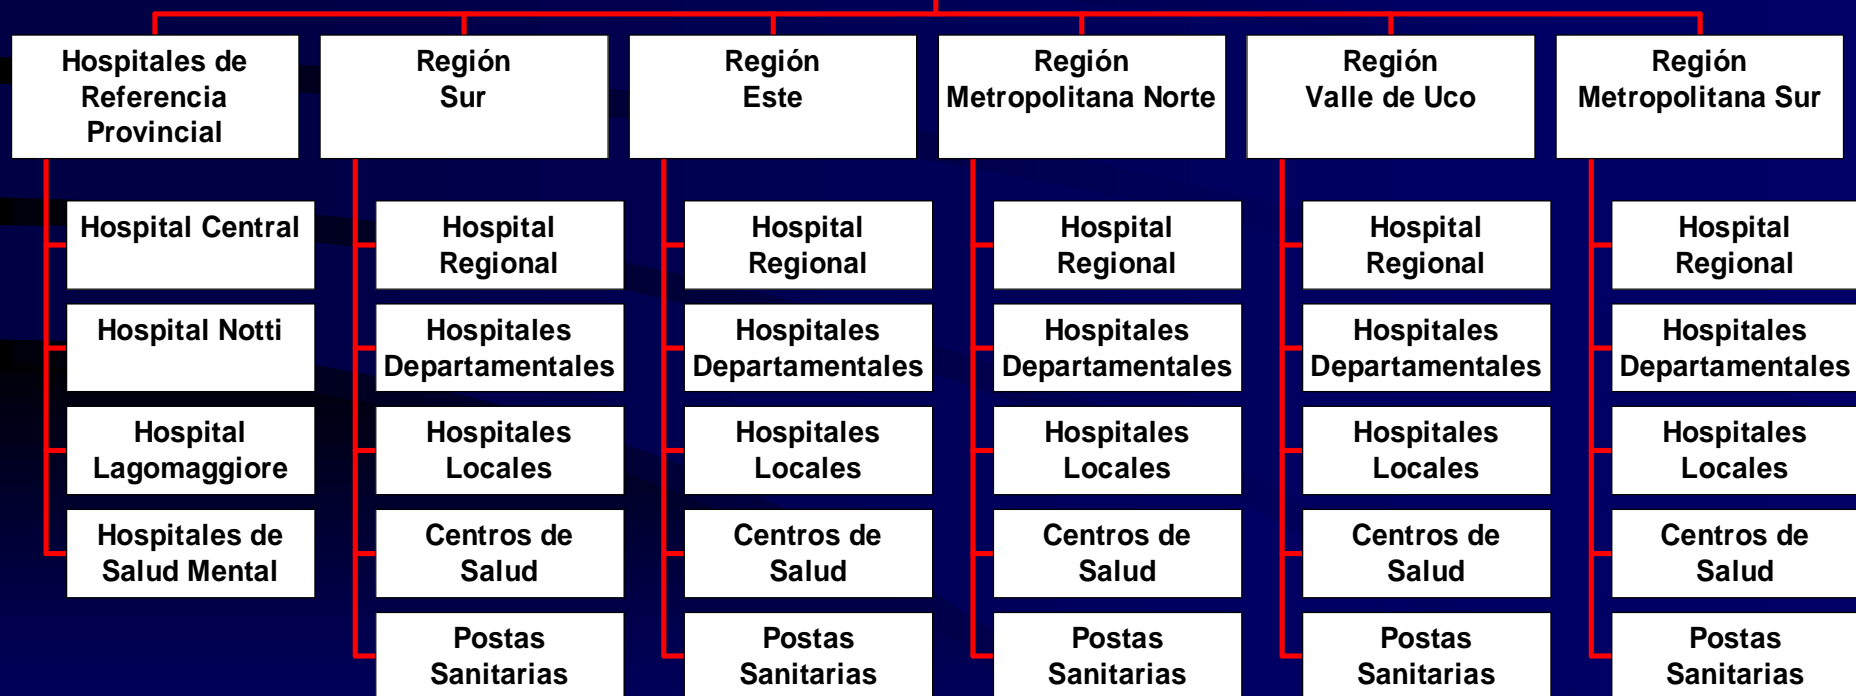 Hospitales de
Referencia
Provincial
Región
Sur
Región
Este
Región
Metropolitana Norte
Región
Valle de Uco
Región
Metropolitana Sur
Hospital Central
Hospital Notti
Hospital
Lagomaggiore
Hospitales de
Salud Mental
Hospital
Regional
Hospitales
Departamentales
Hospitales
Locales
Centros de
Salud
Postas
Sanitarias
Hospital
Regional
Hospitales
Departamentales
Hospitales
Locales
Centros de
Salud
Postas
Sanitarias
Hospital
Regional
Hospitales
Departamentales
Hospitales
Locales
Centros de
Salud
Postas
Sanitarias
Hospital
Regional
Hospitales
Departamentales
Hospitales
Locales
Centros de
Salud
Postas
Sanitarias
Hospital
Regional
Hospitales
Departamentales
Hospitales
Locales
Centros de
Salud
Postas
Sanitarias